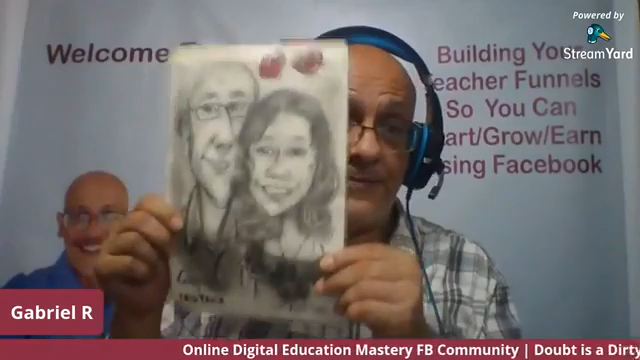 Powered by
StreamYard
Welcome
Building You
eacher Funnels
So You Can
art/Grow/Earn
sing Facebook
Gabriel R
Online Digital Education Mastery FB Community | Doubt is a Dirty